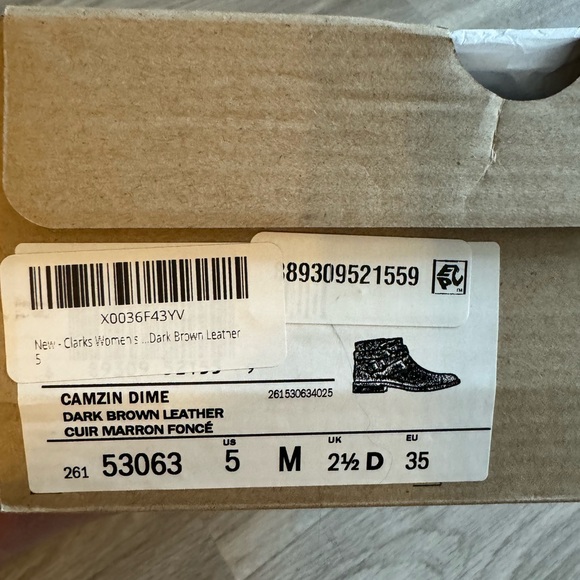 X0036F43YV
New - Clarks Women's ...Dark Brown Leather
5
889309521559
CAMZIN DIME
261530634025
DARK BROWN LEATHER
CUIR MARRON FONCÉ
261 53063
US
5
M
UK
2½ D
EU
35